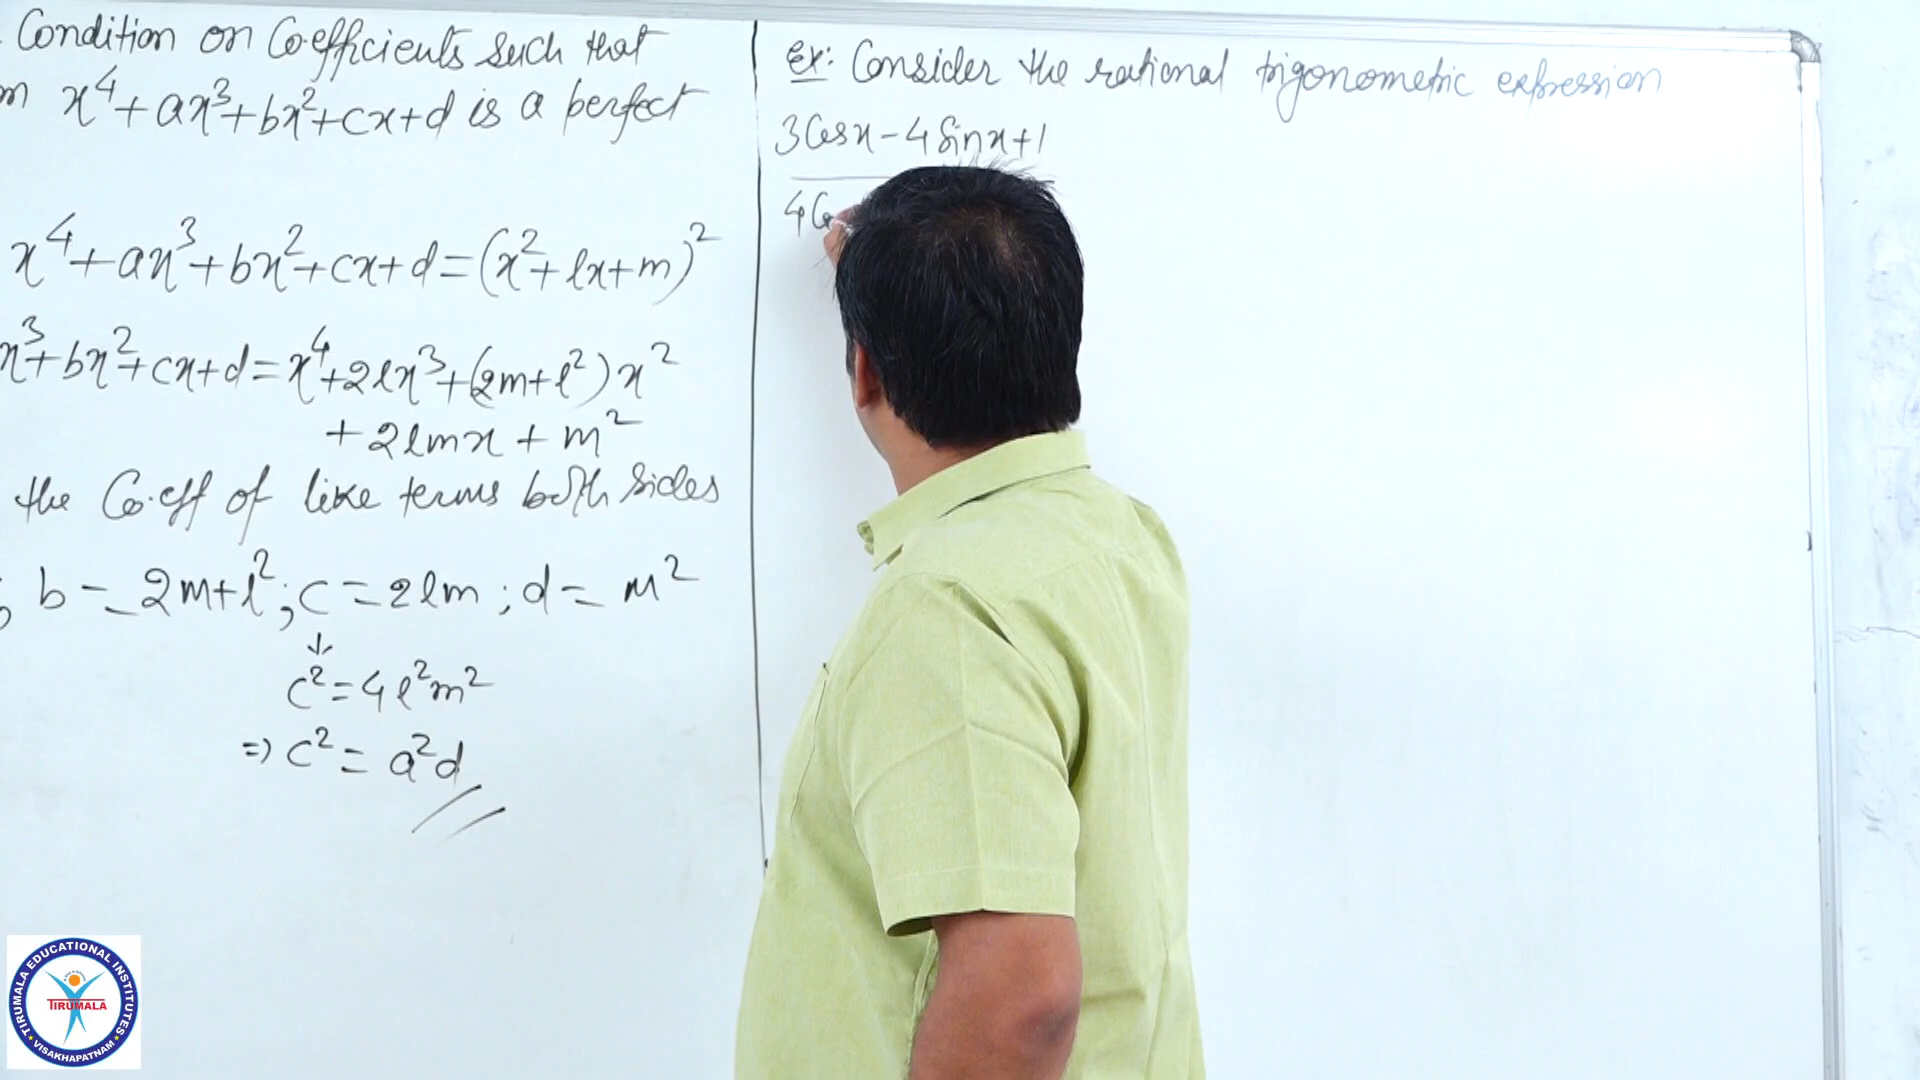 Condition on Co.efficients such that
x⁴+ax³+bx²+cx+d is a perfect
x⁴+ax³+bx²+cx+d=(x²+lx+m)²
x³+bx²+cx+d=x⁴+2lx³+(2m+l²)x²
+2lmx+m²
the Co.eff of like terms both sides
; b=2m+l²; c=2lm; d=m²
↓
c²=4l²m²
⇒ c²=a²d
Ex: Consider the rational trigonometric expression
3Cosx-4Sinx+1
4Co
TIRUMALA EDUCATIONAL INSTITUTES
TIRUMALA
VISAKHAPATNAM